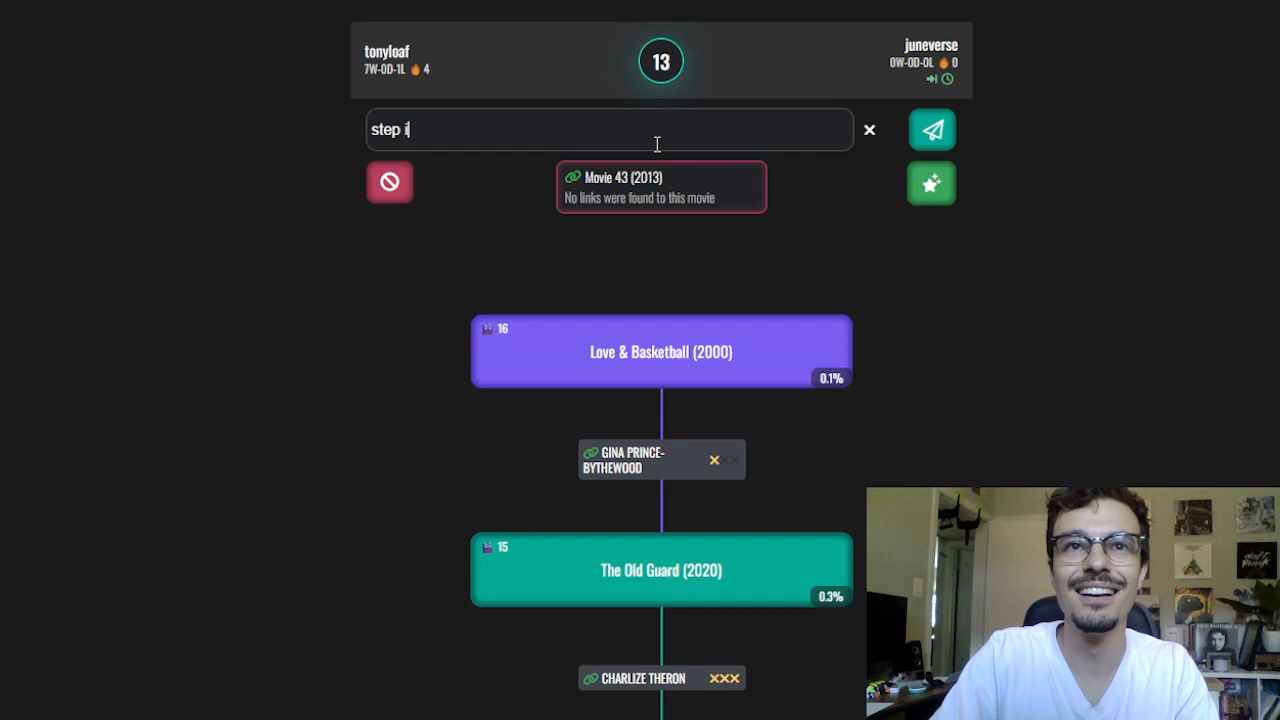 tonyloaf
7W-0D-1L 4
13
juneverse
0W-0D-0L 0
step i
Movie 43 (2013)
No links were found to this movie
16
Love & Basketball (2000)
0.1%
GINA PRINCE-
BYTHEWOOD
15
The Old Guard (2020)
0.3%
CHARLIZE THERON